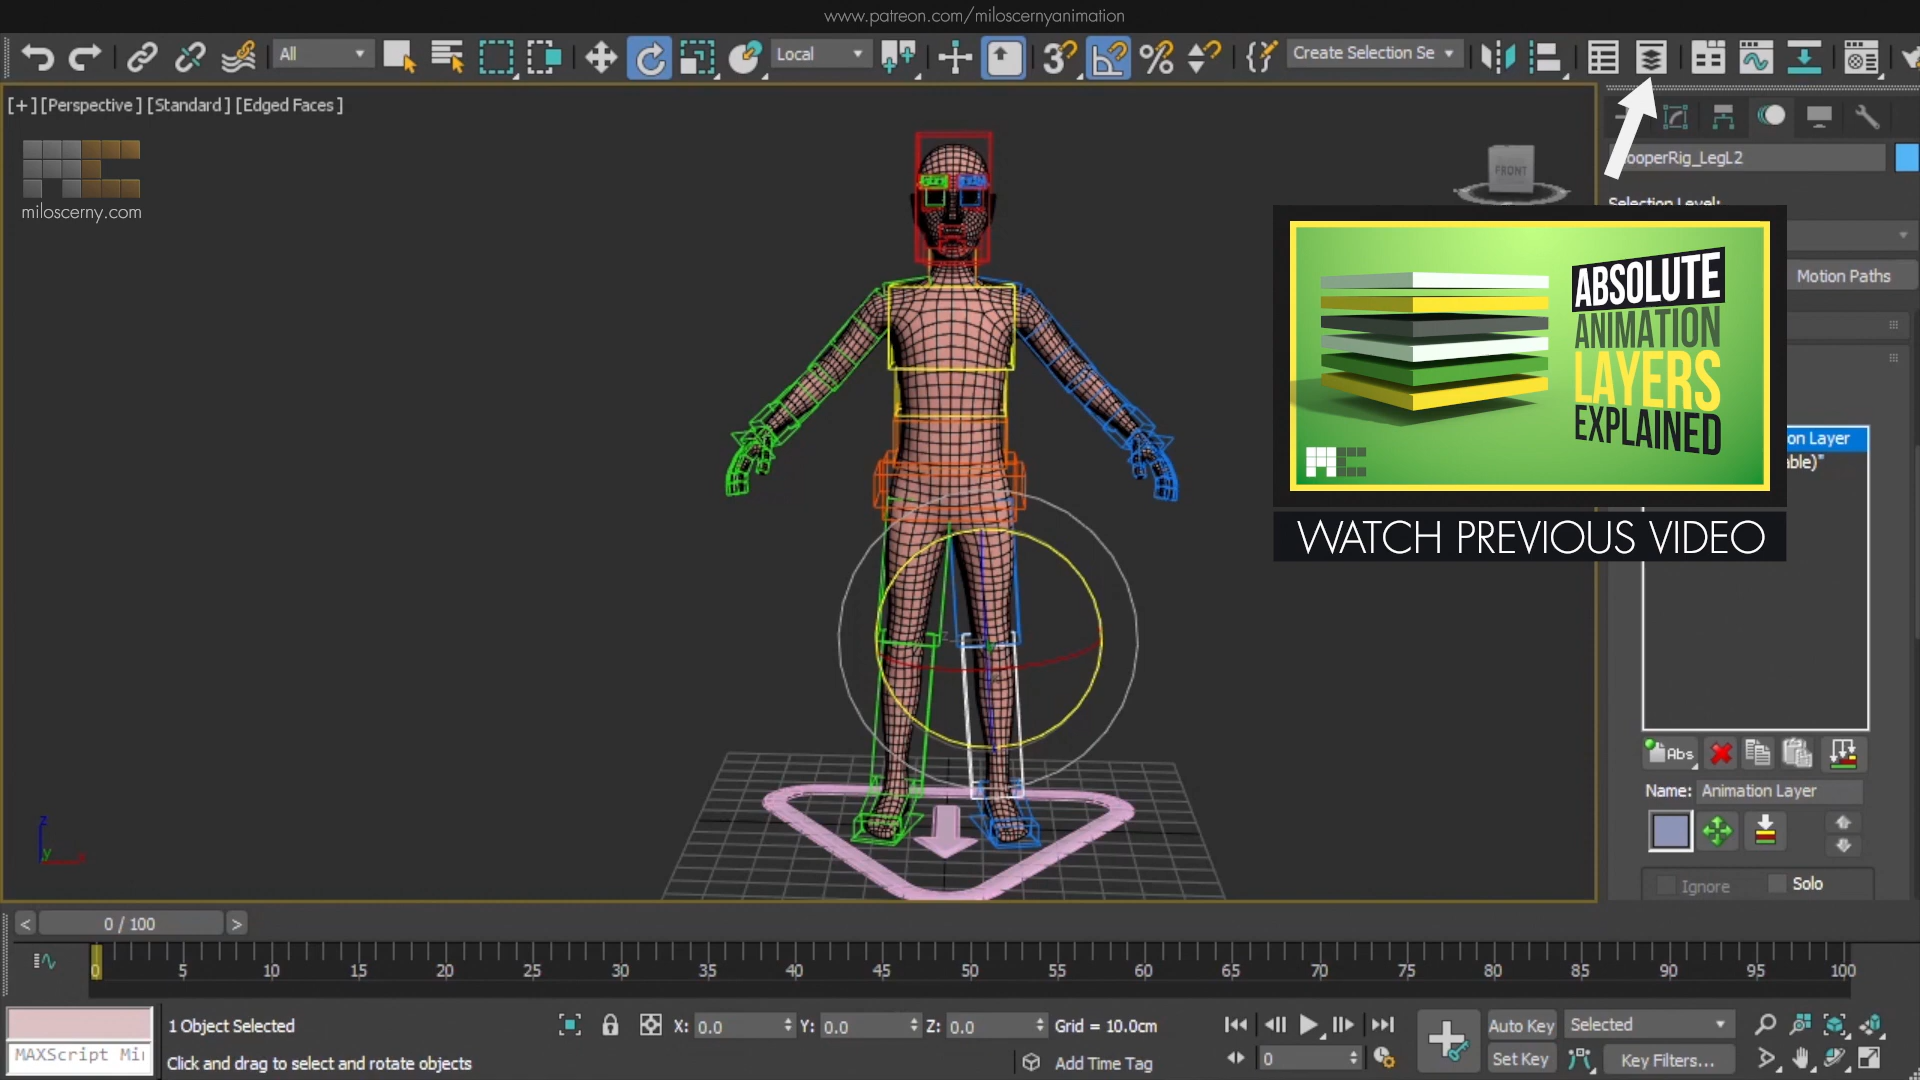 www.patreon.com/miloscernyanimation
All
Local
3
Create Selection Se
[+] [Perspective ] [Standard ] [Edged Faces ]
miloscerny.com
FRONT
ooperRig_LegL2
Selection Level:
Motion Paths
ABSOLUTE
ANIMATION
LAYERS
EXPLAINED
on Layer
able)"
WATCH PREVIOUS VIDEO
Abs
Name: Animation Layer
Ignore Solo
z
y
< 0 / 100 >
0 5 10 15 20 25 30 35 40 45 50 55 60 65 70 75 80 85 90 95 100
1 Object Selected X: 0.0 Y: 0.0 Z: 0.0 Grid = 10.0cm Auto Key Selected
MAXScript Mi
Click and drag to select and rotate objects Add Time Tag 0 Set Key Key Filters...